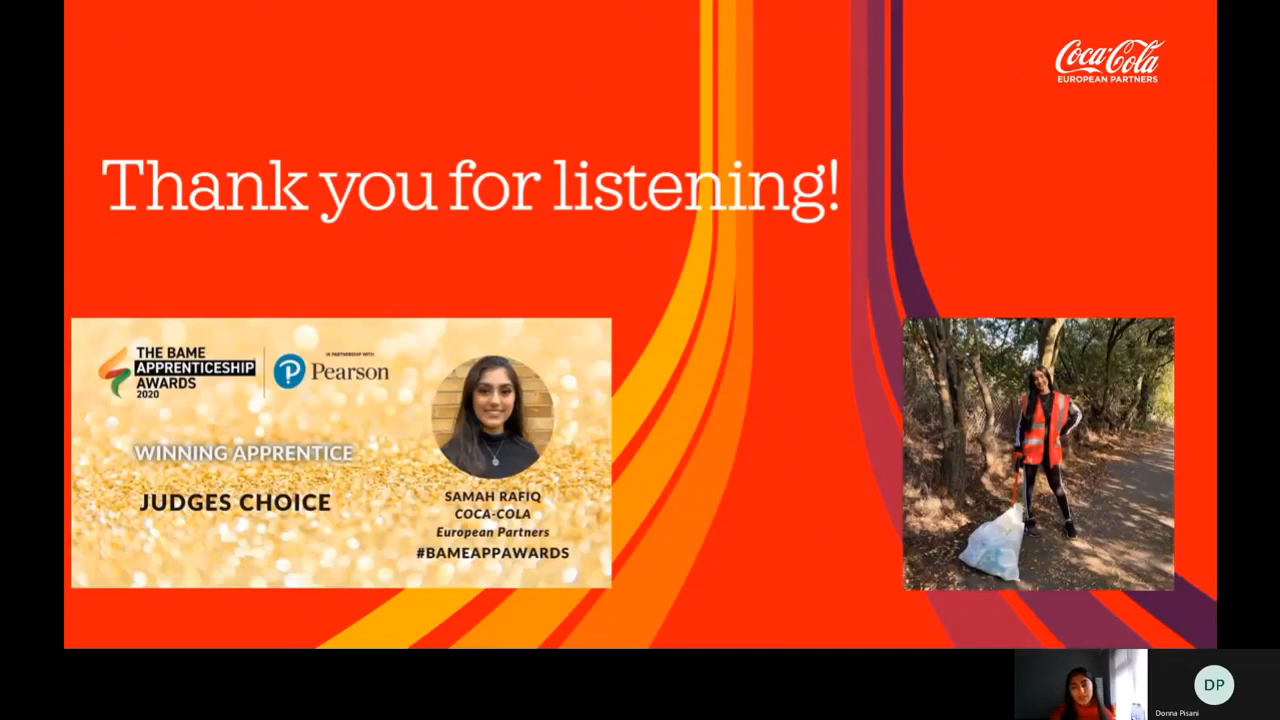 Coca-Cola
EUROPEAN PARTNERS
Thank you for listening!
THE BAME
APPRENTICESHIP
AWARDS
2020
IN PARTNERSHIP WITH
P Pearson
WINNING APPRENTICE
JUDGES CHOICE
SAMAH RAFIQ
COCA-COLA
European Partners
#BAMEAPPAWARDS
DP
Donna Pisani